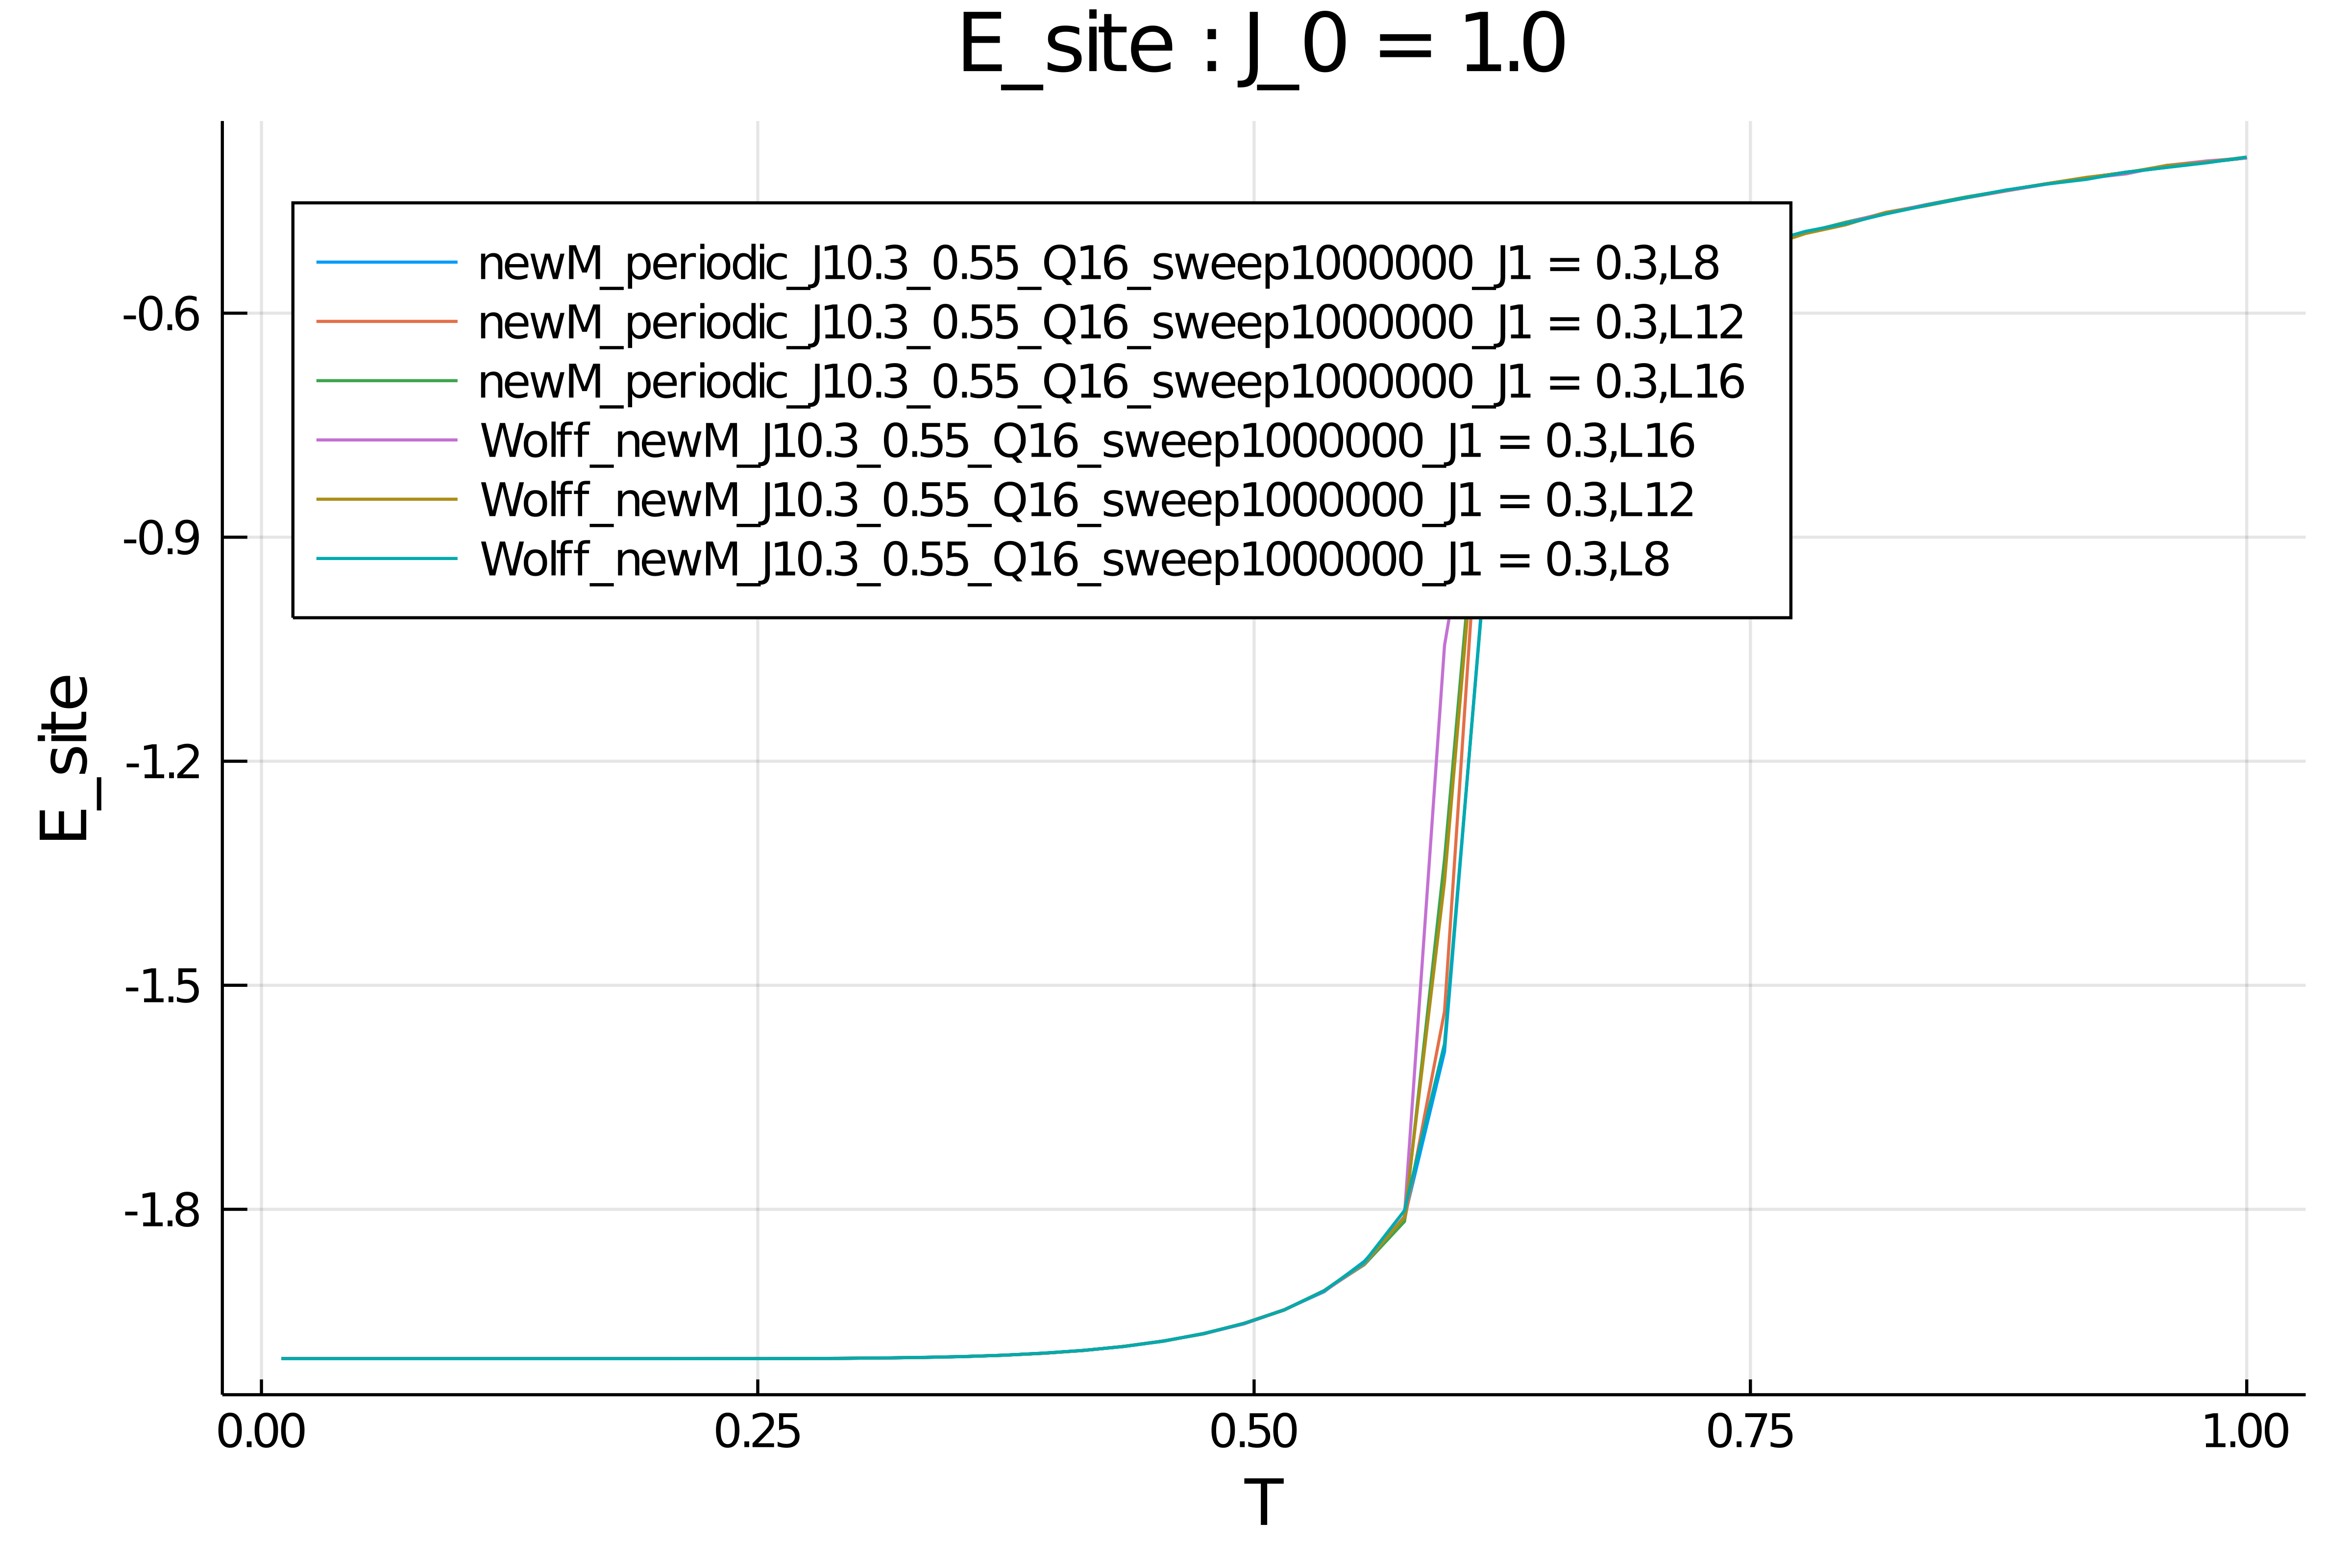 E_site : J_0 = 1.0
newM_periodic_J10.3_0.55_Q16_sweep1000000_J1 = 0.3,L8
newM_periodic_J10.3_0.55_Q16_sweep1000000_J1 = 0.3,L12
newM_periodic_J10.3_0.55_Q16_sweep1000000_J1 = 0.3,L16
Wolff_newM_J10.3_0.55_Q16_sweep1000000_J1 = 0.3,L16
Wolff_newM_J10.3_0.55_Q16_sweep1000000_J1 = 0.3,L12
Wolff_newM_J10.3_0.55_Q16_sweep1000000_J1 = 0.3,L8
E_site
-0.6
-0.9
-1.2
-1.5
-1.8
0.00 0.25 0.50 0.75 1.00
T